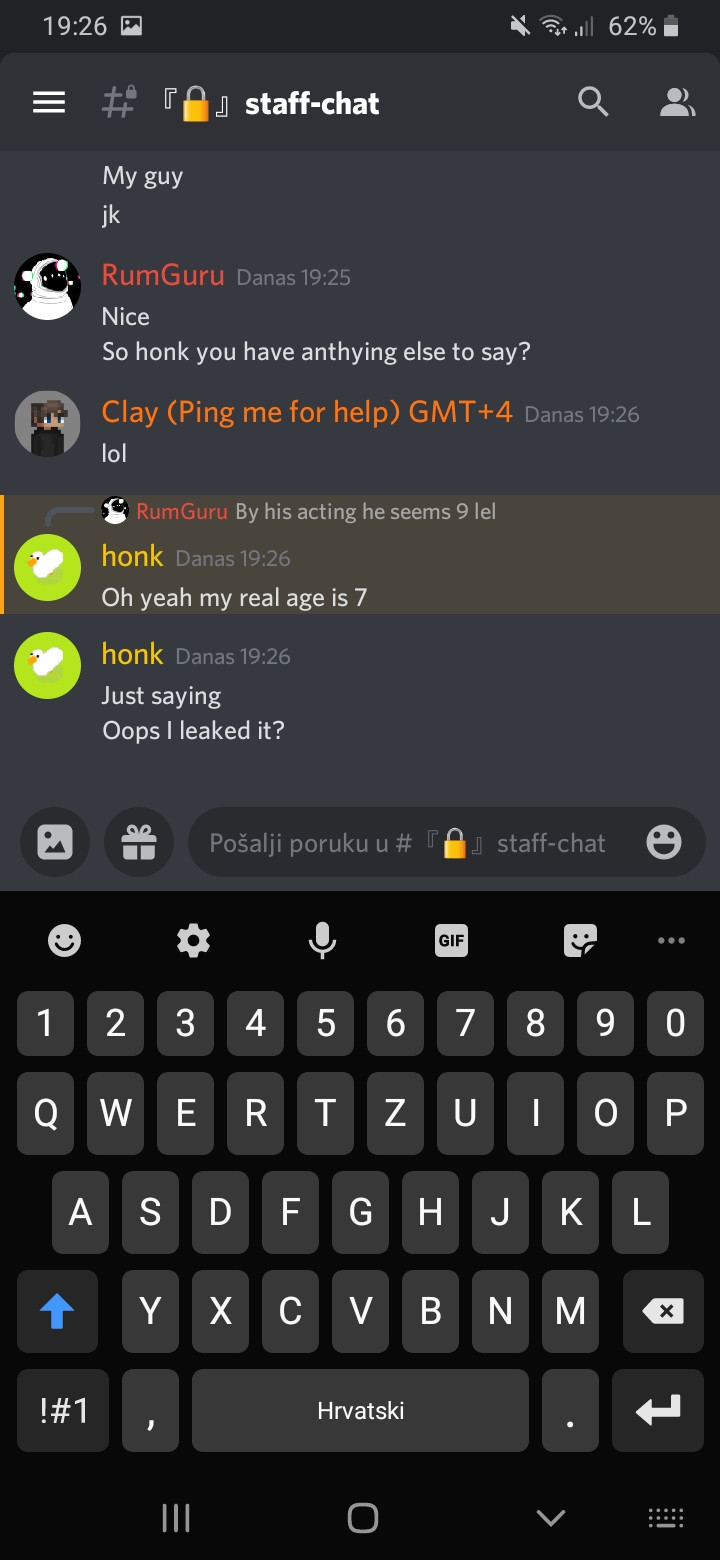 19:26 62%
# 『🔒』 staff-chat
My guy
jk
RumGuru Danas 19:25
Nice
So honk you have anthying else to say?
Clay (Ping me for help) GMT+4 Danas 19:26
lol
RumGuru By his acting he seems 9 lel
honk Danas 19:26
Oh yeah my real age is 7
honk Danas 19:26
Just saying
Oops I leaked it?
Pošalji poruku u # 『🔒』 staff-chat
GIF
1 2 3 4 5 6 7 8 9 0
Q W E R T Z U I O P
A S D F G H J K L
Y X C V B N M
!#1 , Hrvatski .